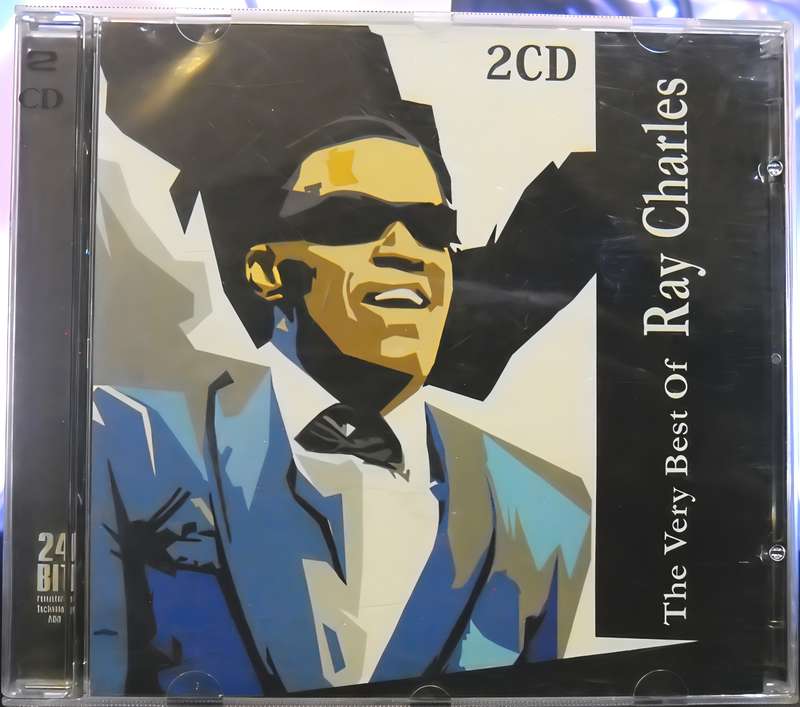 2
CD
2CD
The Very Best Of Ray Charles
24
BIT